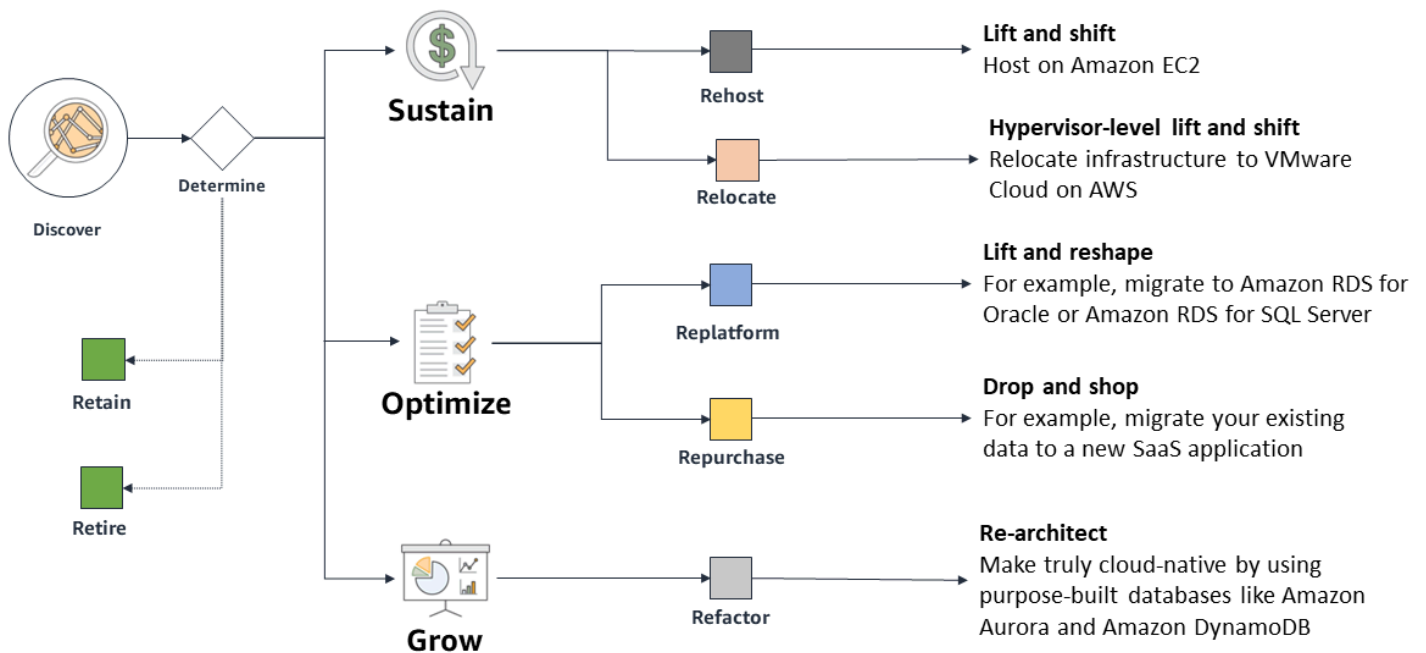 Discover
Determine
Retain
Retire
Sustain
Rehost
Lift and shift
Host on Amazon EC2
Relocate
Hypervisor-level lift and shift
Relocate infrastructure to VMware
Cloud on AWS
Optimize
Replatform
Lift and reshape
For example, migrate to Amazon RDS for
Oracle or Amazon RDS for SQL Server
Repurchase
Drop and shop
For example, migrate your existing
data to a new SaaS application
Grow
Refactor
Re-architect
Make truly cloud-native by using
purpose-built databases like Amazon
Aurora and Amazon DynamoDB